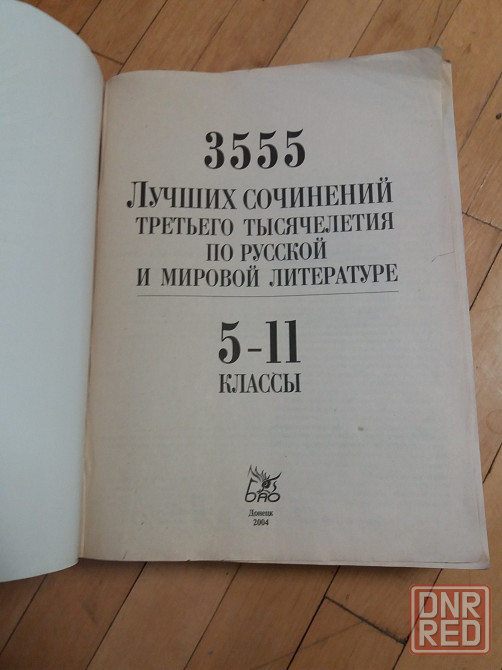 3555
ЛУЧШИХ СОЧИНЕНИЙ
ТРЕТЬЕГО ТЫСЯЧЕЛЕТИЯ
ПО РУССКОЙ
И МИРОВОЙ ЛИТЕРАТУРЕ
5-11
КЛАССЫ
БАО
Донецк
2004
DNR
RED